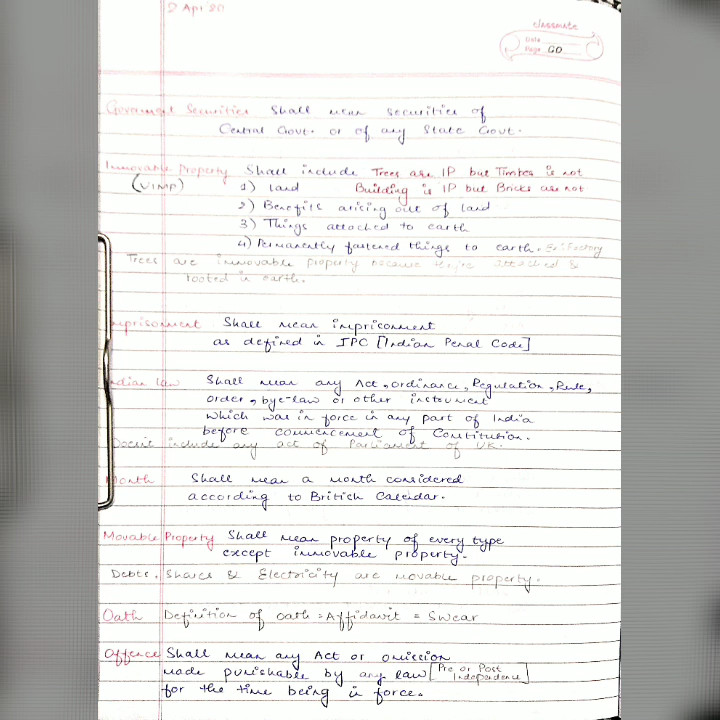 2 Apr 20
classmate
Date
Page 60
Government Securities Shall mean securities of
Central Govt. or of any State Govt.
Immovable Property Shall include Trees are IP but Timber is not
(VIMP) 1) land Building is IP but Bricks are not
2) Benefits arising out of land
3) Things attached to earth
4) Permanently fastened things to earth. Ex: Factory
Trees are immovable property because they're attached &
rooted in earth.
Imprisonment Shall mean imprisonment
as defined in IPC [Indian Penal Code]
Indian Law Shall mean any Act, ordinance, Regulation, Rule,
order, bye-law or other instrument
which was in force in any part of India
before commencement of Constitution.
Doesn't include any act of Parliament of UK.
Month Shall mean a month considered
according to British Calendar.
Movable Property Shall mean property of every type
except immovable property.
Debts, Shares & Electricity are movable property.
Oath Definition of oath = Affidavit = Swear
Offence Shall mean any Act or omission
made punishable by any law [Pre or Post Independence]
for the time being in force.